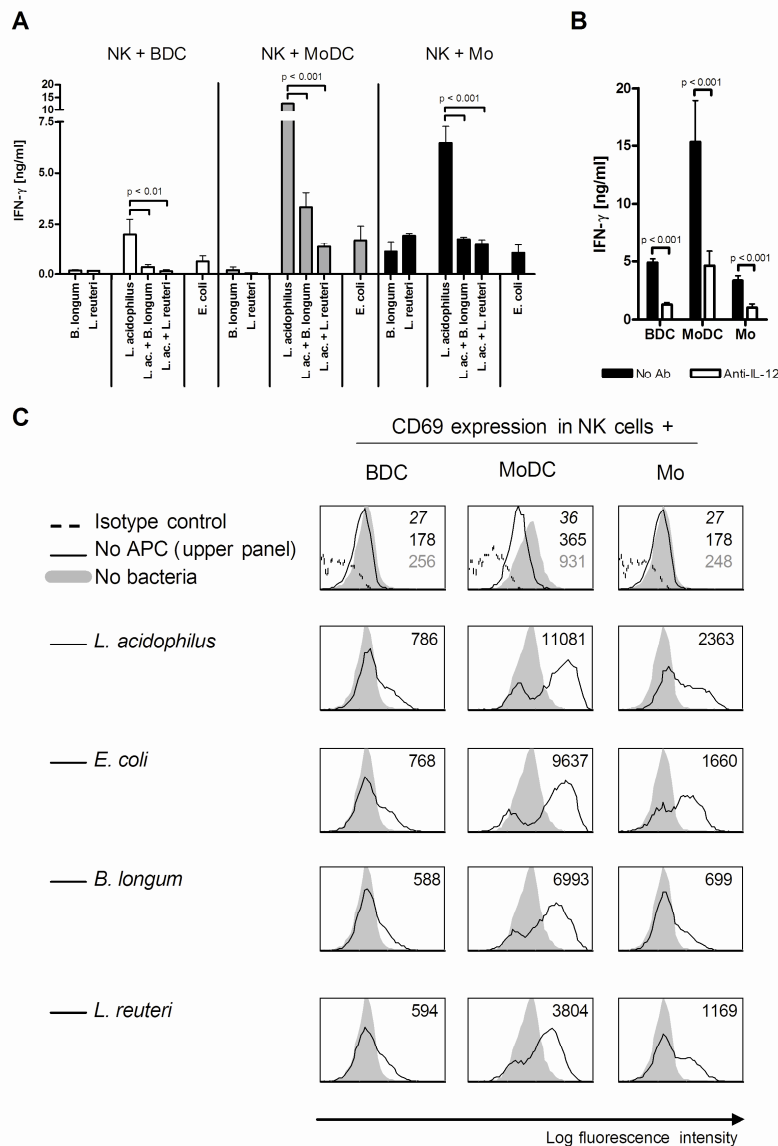 A
NK + BDC
NK + MoDC
NK + Mo
IFN-γ [ng/ml]
20
15
10
7.5
5.0
2.5
0.0
p < 0.01
p < 0.001
p < 0.001
B. longum
L. reuteri
L. acidophilus
L. ac. + B. longum
L. ac. + L. reuteri
E. coli
B. longum
L. reuteri
L. acidophilus
L. ac. + B. longum
L. ac. + L. reuteri
E. coli
B. longum
L. reuteri
L. acidophilus
L. ac. + B. longum
L. ac. + L. reuteri
E. coli
B
IFN-γ [ng/ml]
20
15
10
5
0
p <0.001
p <0.001
p <0.001
BDC MoDC Mo
No Ab Anti-IL-12
C
CD69 expression in NK cells +
BDC MoDC Mo
Isotype control
No APC (upper panel)
No bacteria
27
178
256
36
365
931
27
178
248
L. acidophilus
786 11081 2363
E. coli
768 9637 1660
B. longum
588 6993 699
L. reuteri
594 3804 1169
Log fluorescence intensity